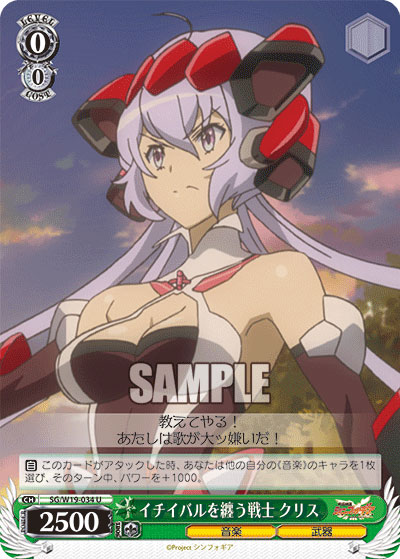 LEVEL
0
0
COST
SAMPLE
教えてやる！
あたしは歌が大ッ嫌いだ！
このカードがアタックした時、あなたは他の自分の《音楽》のキャラを1枚
選び、そのターン中、パワーを＋1000。
CH SG/W19-034 U
2500
イチイバルを纏う戦士 クリス
音楽
武器
©Project シンフォギア